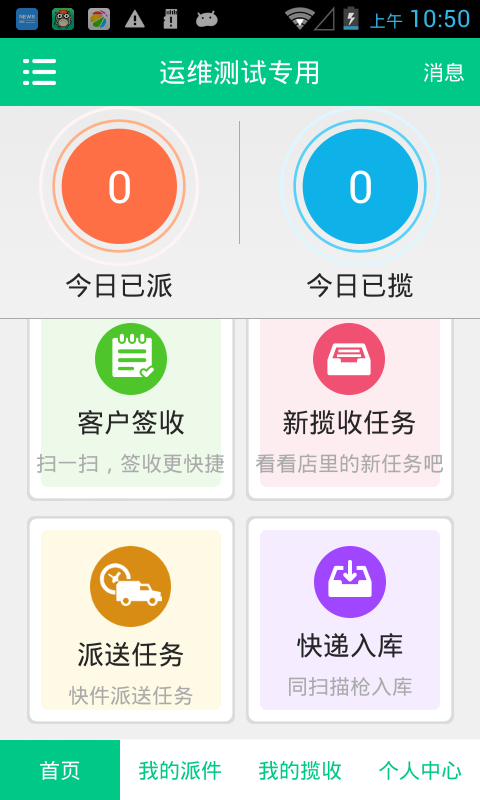 上午 10:50
运维测试专用
消息
0
0
今日已派
今日已揽
客户签收
新揽收任务
扫一扫，签收更快捷
看看店里的新任务吧
派送任务
快递入库
快件派送任务
同扫描枪入库
首页
我的派件
我的揽收
个人中心